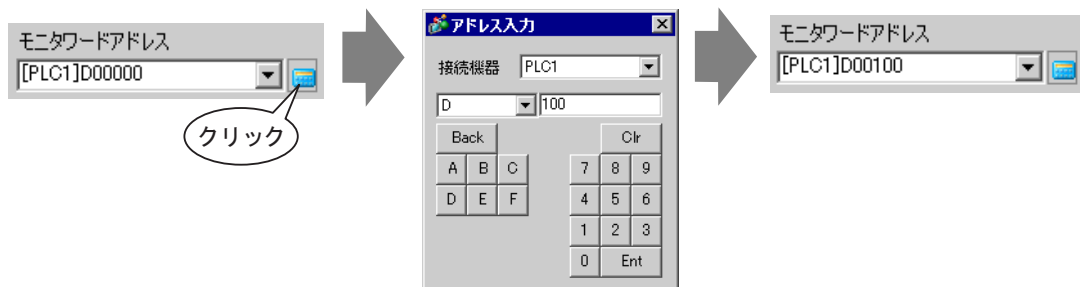 モニタワードアドレス
[PLC1]D00000
クリック
アドレス入力
接続機器 PLC1
D 100
Back Clr
A B C 7 8 9
D E F 4 5 6
1 2 3
0 Ent
モニタワードアドレス
[PLC1]D00100